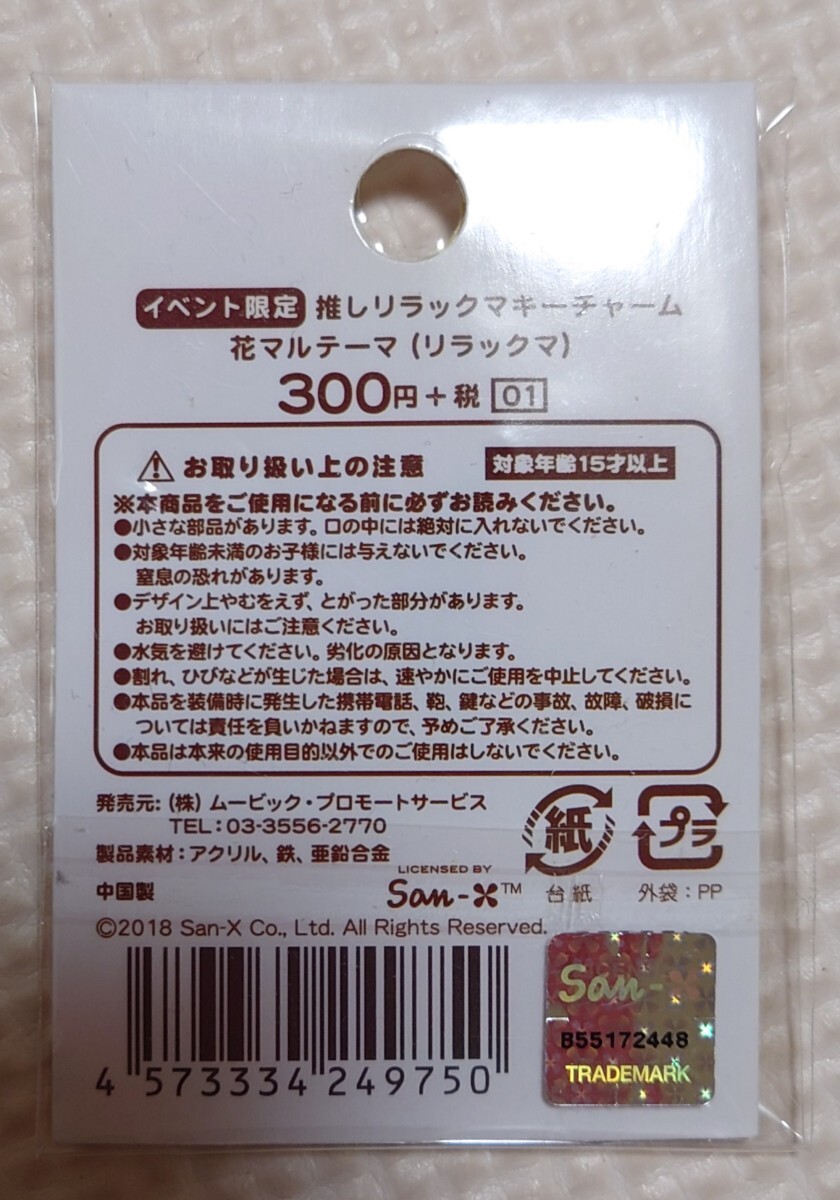 イベント限定 推しリラックマキーチャーム
花マルテーマ (リラックマ)
300円+税 01
お取り扱い上の注意 対象年齢15才以上
※本商品をご使用になる前に必ずお読みください。
●小さな部品があります。口の中には絶対に入れないでください。
●対象年齢未満のお子様には与えないでください。
窒息の恐れがあります。
●デザイン上やむをえず、とがった部分があります。
お取り扱いにはご注意ください。
●水気を避けてください。劣化の原因となります。
●割れ、ひびなどが生じた場合は、速やかにご使用を中止してください。
●本品を装備時に発生した携帯電話、鞄、鍵などの事故、故障、破損に
ついては責任を負いかねますので、予めご了承ください。
●本品は本来の使用目的以外でのご使用はしないでください。
発売元:(株)ムービック・プロモートサービス
TEL:03-3556-2770
製品素材:アクリル、鉄、亜鉛合金
中国製
LICENSED BY
San-X™
紙
台紙
プラ
外袋:PP
©2018 San-X Co., Ltd. All Rights Reserved.
4 573334 249750
San-X
B55172448
TRADEMARK